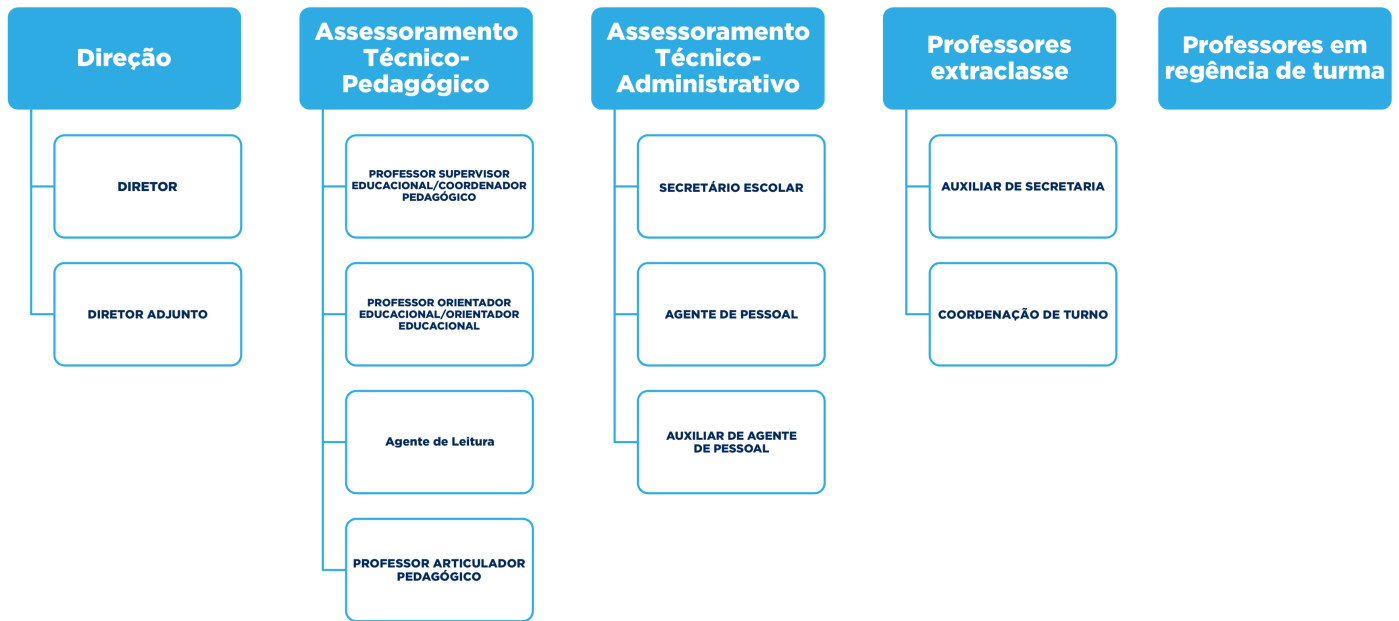 Direção
DIRETOR
DIRETOR ADJUNTO
Assessoramento
Técnico-
Pedagógico
PROFESSOR SUPERVISOR
EDUCACIONAL/COORDENADOR
PEDAGÓGICO
PROFESSOR ORIENTADOR
EDUCACIONAL/ORIENTADOR
EDUCACIONAL
Agente de Leitura
PROFESSOR ARTICULADOR
PEDAGÓGICO
Assessoramento
Técnico-
Administrativo
SECRETÁRIO ESCOLAR
AGENTE DE PESSOAL
AUXILIAR DE AGENTE
DE PESSOAL
Professores
extraclasse
AUXILIAR DE SECRETARIA
COORDENAÇÃO DE TURNO
Professores em
regência de turma